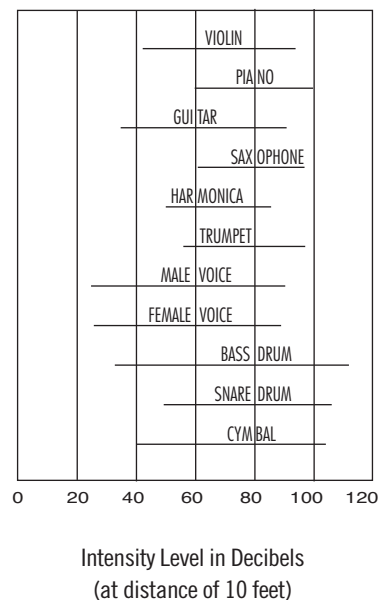 VIOLIN
PIANO
GUITAR
SAXOPHONE
HARMONICA
TRUMPET
MALE VOICE
FEMALE VOICE
BASS DRUM
SNARE DRUM
CYMBAL
0 20 40 60 80 100 120
Intensity Level in Decibels
(at distance of 10 feet)